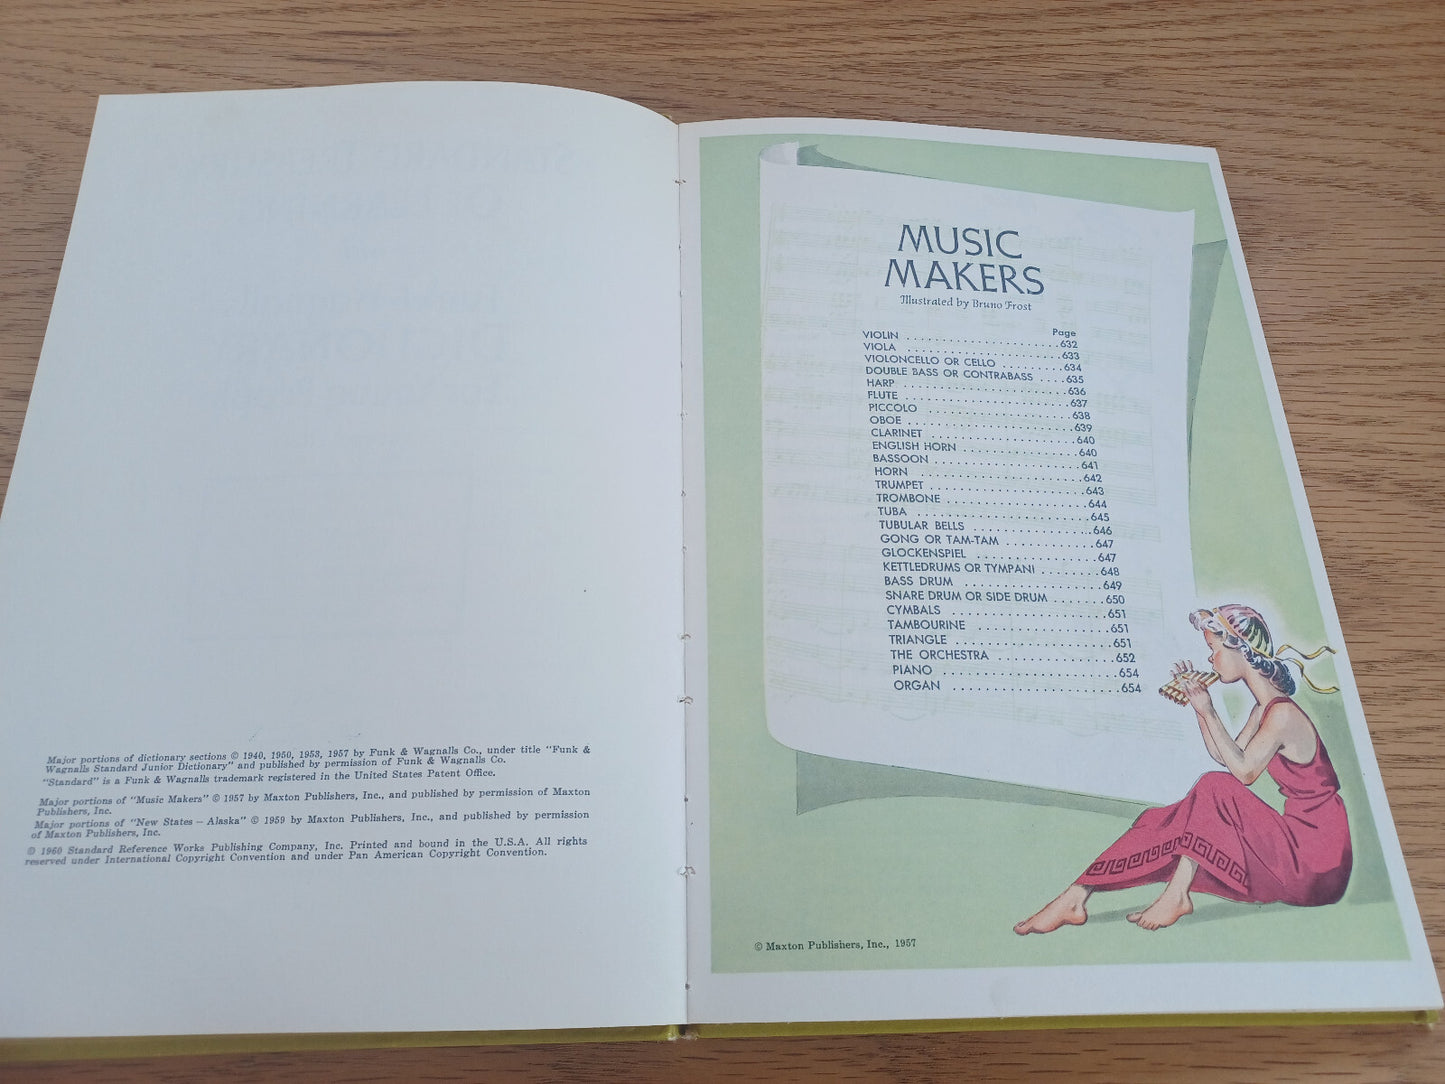 Major portions of dictionary sections © 1940, 1950, 1953, 1957 by Funk & Wagnalls Co., under title "Funk &
Wagnalls Standard Junior Dictionary" and published by permission of Funk & Wagnalls Co.
"Standard" is a Funk & Wagnalls trademark registered in the United States Patent Office.
Major portions of "Music Makers" © 1957 by Maxton Publishers, Inc., and published by permission of Maxton
Publishers, Inc.
Major portions of "New States – Alaska" © 1959 by Maxton Publishers, Inc., and published by permission
of Maxton Publishers, Inc.
© 1960 Standard Reference Works Publishing Company, Inc. Printed and bound in the U.S.A. All rights
reserved under International Copyright Convention and under Pan American Copyright Convention.
MUSIC
MAKERS
Illustrated by Bruno Frost
Page
VIOLIN . . . . . . . . . . . . . . . . . . . . . .632
VIOLA . . . . . . . . . . . . . . . . . . . . . .633
VIOLONCELLO OR CELLO . . . . . . . . .634
DOUBLE BASS OR CONTRABASS . . . .635
HARP . . . . . . . . . . . . . . . . . . . . . . .636
FLUTE . . . . . . . . . . . . . . . . . . . . . . .637
PICCOLO . . . . . . . . . . . . . . . . . . . .638
OBOE . . . . . . . . . . . . . . . . . . . . . . .639
CLARINET . . . . . . . . . . . . . . . . . . . .640
ENGLISH HORN . . . . . . . . . . . . . . . .640
BASSOON . . . . . . . . . . . . . . . . . . . .641
HORN . . . . . . . . . . . . . . . . . . . . . .642
TRUMPET . . . . . . . . . . . . . . . . . . . .643
TROMBONE . . . . . . . . . . . . . . . . . .644
TUBA . . . . . . . . . . . . . . . . . . . . . .645
TUBULAR BELLS . . . . . . . . . . . . . . . .646
GONG OR TAM-TAM . . . . . . . . . . . .647
GLOCKENSPIEL . . . . . . . . . . . . . . . .647
KETTLEDRUMS OR TYMPANI . . . . . . . .648
BASS DRUM . . . . . . . . . . . . . . . . . .649
SNARE DRUM OR SIDE DRUM . . . . . . .650
CYMBALS . . . . . . . . . . . . . . . . . . . .651
TAMBOURINE . . . . . . . . . . . . . . . . .651
TRIANGLE . . . . . . . . . . . . . . . . . . . .651
THE ORCHESTRA . . . . . . . . . . . . . . .652
PIANO . . . . . . . . . . . . . . . . . . . . . .654
ORGAN . . . . . . . . . . . . . . . . . . . . .654
© Maxton Publishers, Inc., 1957